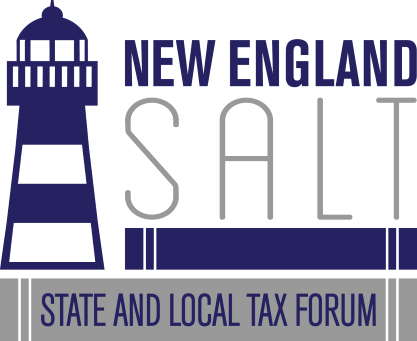 NEW ENGLAND
SALT
STATE AND LOCAL TAX FORUM